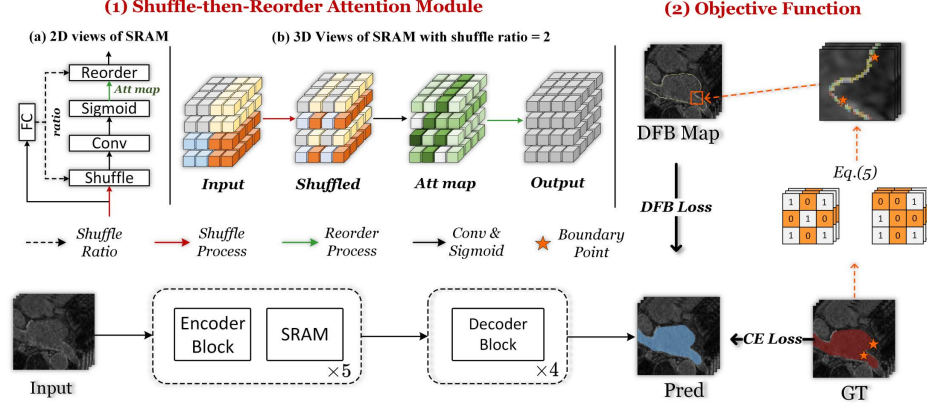 (1) Shuffle-then-Reorder Attention Module
(2) Objective Function
(a) 2D views of SRAM
(b) 3D Views of SRAM with shuffle ratio = 2
Reorder
Att map
Sigmoid
FC
ratio
Conv
Shuffle
Input
Shuffled
Att map
Output
DFB Map
Eq.(5)
DFB Loss
1 0 1
0 1 0
1 0 1
0 0 1
1 0 0
1 0 1
Shuffle
Ratio
Shuffle
Process
Reorder
Process
Conv &
Sigmoid
Boundary
Point
Encoder
Block
SRAM
×5
Decoder
Block
×4
CE Loss
Input
Pred
GT